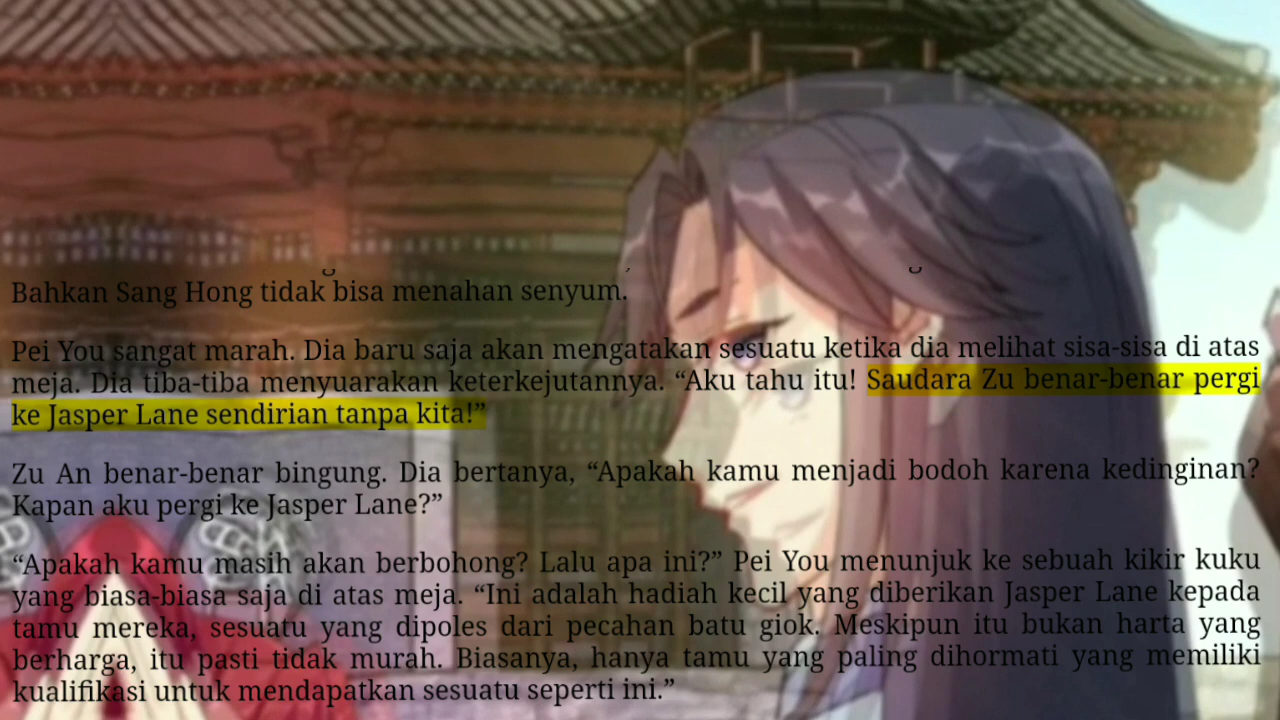 Bahkan Sang Hong tidak bisa menahan senyum.
Pei You sangat marah. Dia baru saja akan mengatakan sesuatu ketika dia melihat sisa-sisa di atas
meja. Dia tiba-tiba menyuarakan keterkejutannya. “Aku tahu itu! Saudara Zu benar-benar pergi
ke Jasper Lane sendirian tanpa kita!”
Zu An benar-benar bingung. Dia bertanya, “Apakah kamu menjadi bodoh karena kedinginan?
Kapan aku pergi ke Jasper Lane?”
“Apakah kamu masih akan berbohong? Lalu apa ini?” Pei You menunjuk ke sebuah kikir kuku
yang biasa-biasa saja di atas meja. “Ini adalah hadiah kecil yang diberikan Jasper Lane kepada
tamu mereka, sesuatu yang dipoles dari pecahan batu giok. Meskipun itu bukan harta yang
berharga, itu pasti tidak murah. Biasanya, hanya tamu yang paling dihormati yang memiliki
kualifikasi untuk mendapatkan sesuatu seperti ini.”